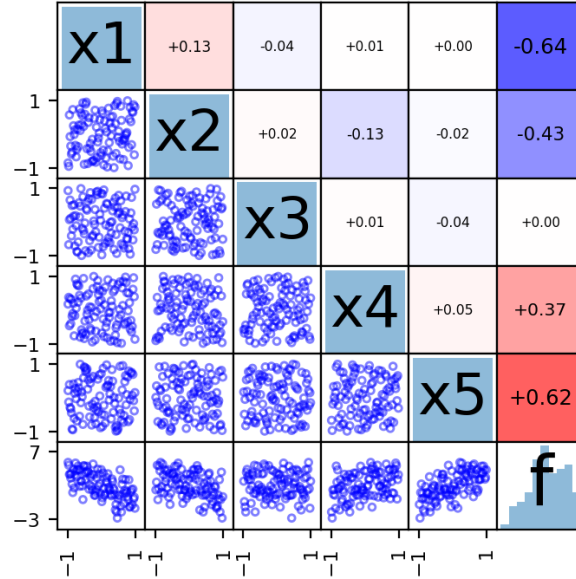 x1 +0.13 -0.04 +0.01 +0.00 -0.64
1 x2 +0.02 -0.13 -0.02 -0.43
−1
1 x3 +0.01 -0.04 +0.00
−1
1 x4 +0.05 +0.37
−1
1 x5 +0.62
−1
7 f
−3
−1 1 −1 1 −1 1 −1 1 −1 1